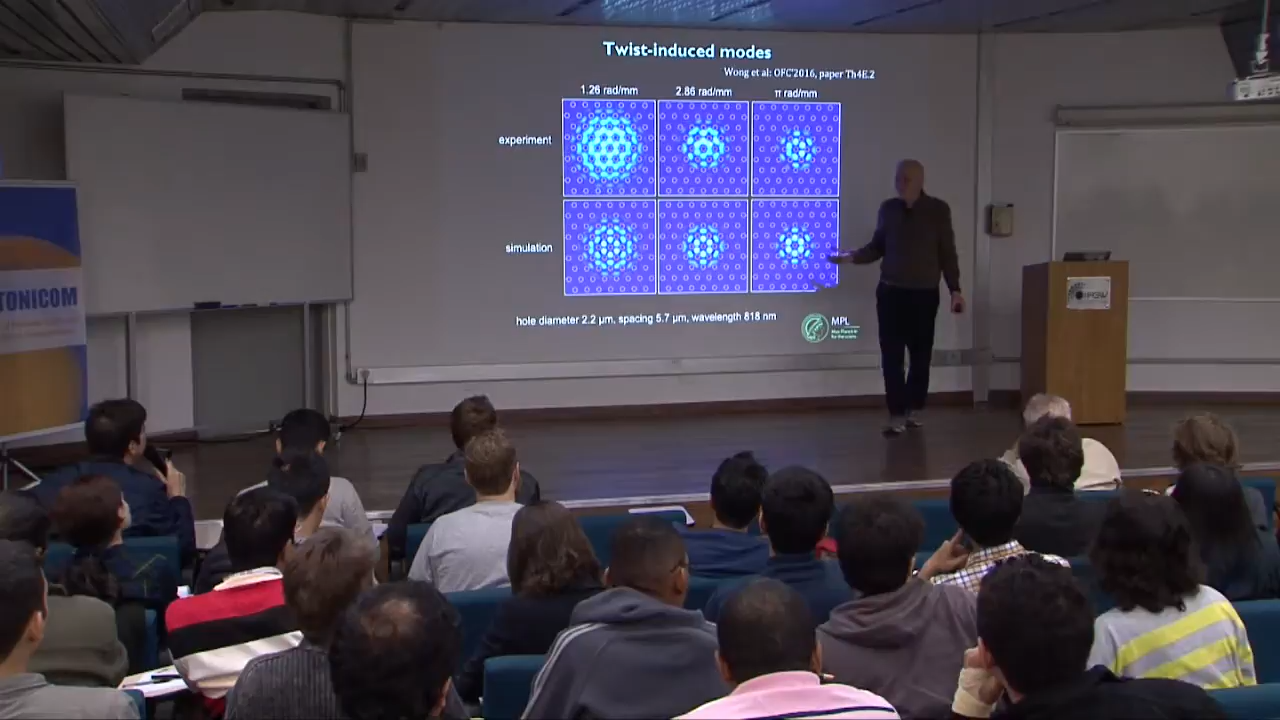 Twist-induced modes
Wong et al: OFC'2016, paper Th4E.2
1.26 rad/mm 2.86 rad/mm π rad/mm
experiment
simulation
hole diameter 2.2 μm, spacing 5.7 μm, wavelength 818 nm
MPL
TONICOM